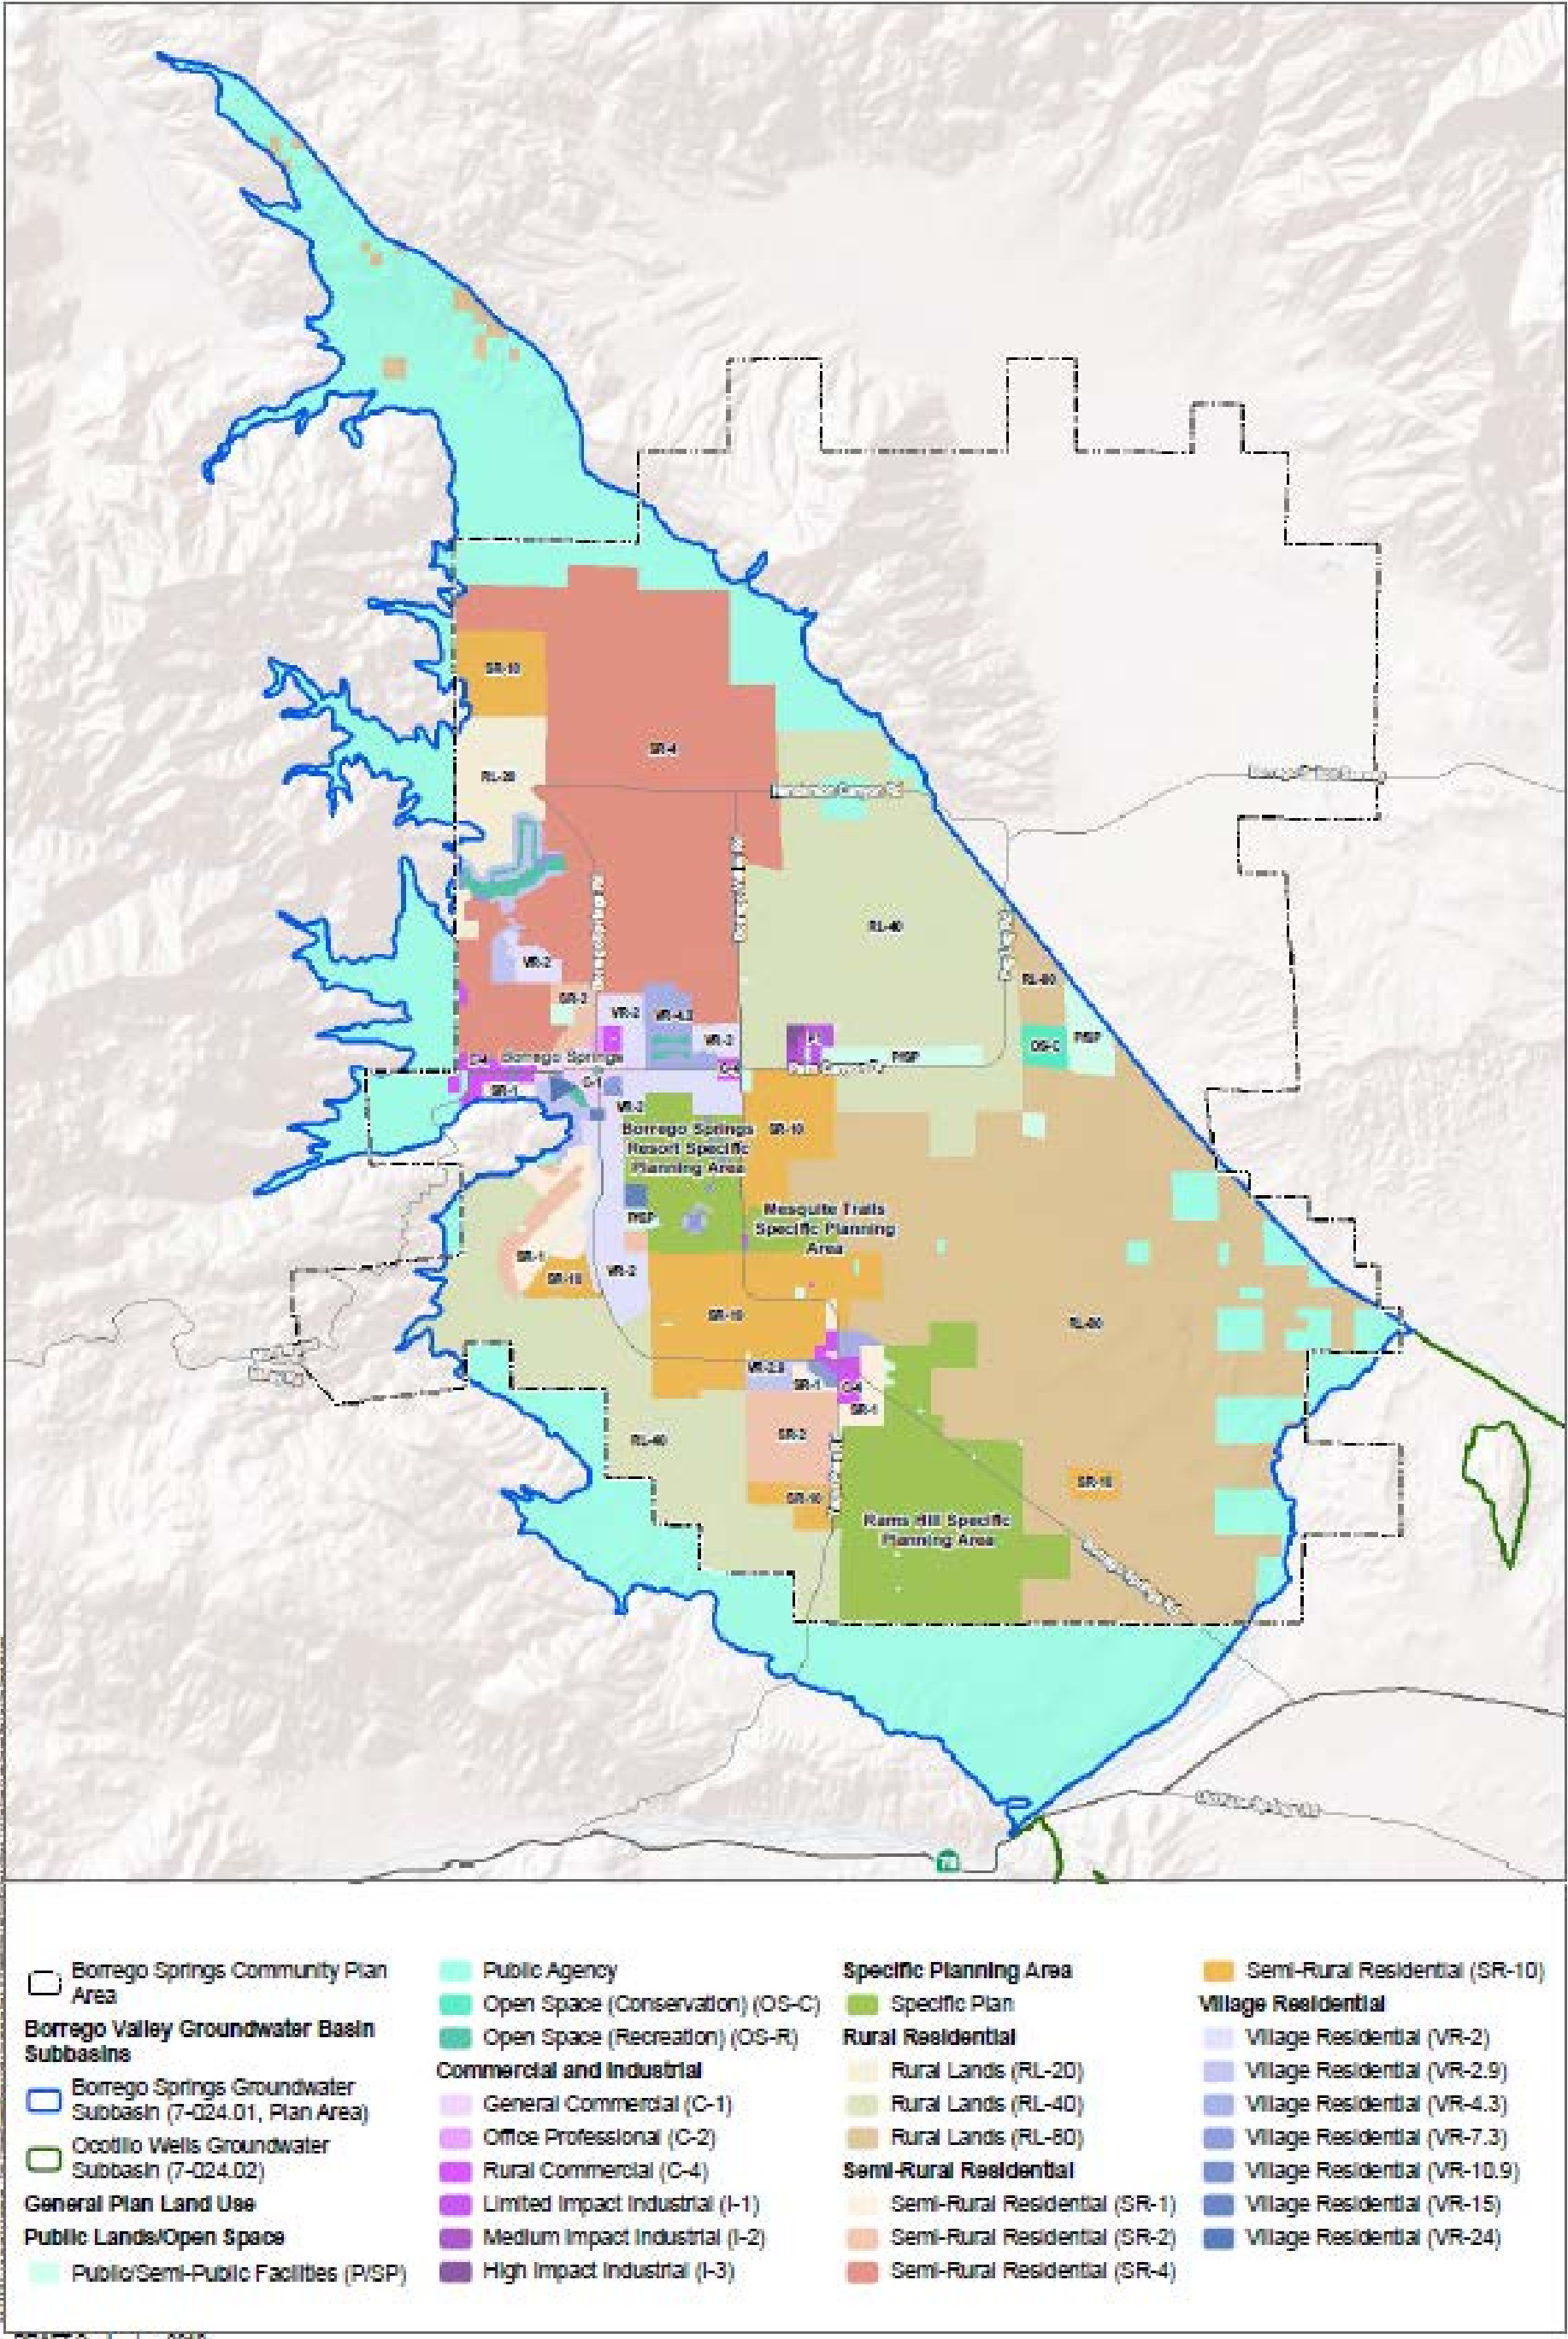 SR-10
SR-4
RL-20
Henderson Canyon Rd
RL-40
VR-2
RL-80
SR-2
VR-2
VR-4.3
VR-2
OS-C
P/SP
P/SP
C-4
Borrego Springs
C-4
SR-1
C-1
VR-2
Borrego Springs
Resort Specific
Planning Area
SR-10
P/SP
Mesquite Trails
Specific Planning
Area
SR-1
SR-10
VR-2
SR-10
RL-80
VR-2.9
SR-1
C-4
SR-1
RL-40
SR-2
SR-10
SR-10
Rams Hill Specific
Planning Area
Borrego Springs Rd
78
Borrego Springs Community Plan
Area
Borrego Valley Groundwater Basin
Subbasins
Borrego Springs Groundwater
Subbasin (7-024.01, Plan Area)
Ocotillo Wells Groundwater
Subbasin (7-024.02)
General Plan Land Use
Public Lands/Open Space
Public/Semi-Public Facilities (P/SP)
Public Agency
Open Space (Conservation) (OS-C)
Open Space (Recreation) (OS-R)
Commercial and Industrial
General Commercial (C-1)
Office Professional (C-2)
Rural Commercial (C-4)
Limited Impact Industrial (I-1)
Medium Impact Industrial (I-2)
High Impact Industrial (I-3)
Specific Planning Area
Specific Plan
Rural Residential
Rural Lands (RL-20)
Rural Lands (RL-40)
Rural Lands (RL-80)
Semi-Rural Residential
Semi-Rural Residential (SR-1)
Semi-Rural Residential (SR-2)
Semi-Rural Residential (SR-4)
Semi-Rural Residential (SR-10)
Village Residential
Village Residential (VR-2)
Village Residential (VR-2.9)
Village Residential (VR-4.3)
Village Residential (VR-7.3)
Village Residential (VR-10.9)
Village Residential (VR-15)
Village Residential (VR-24)